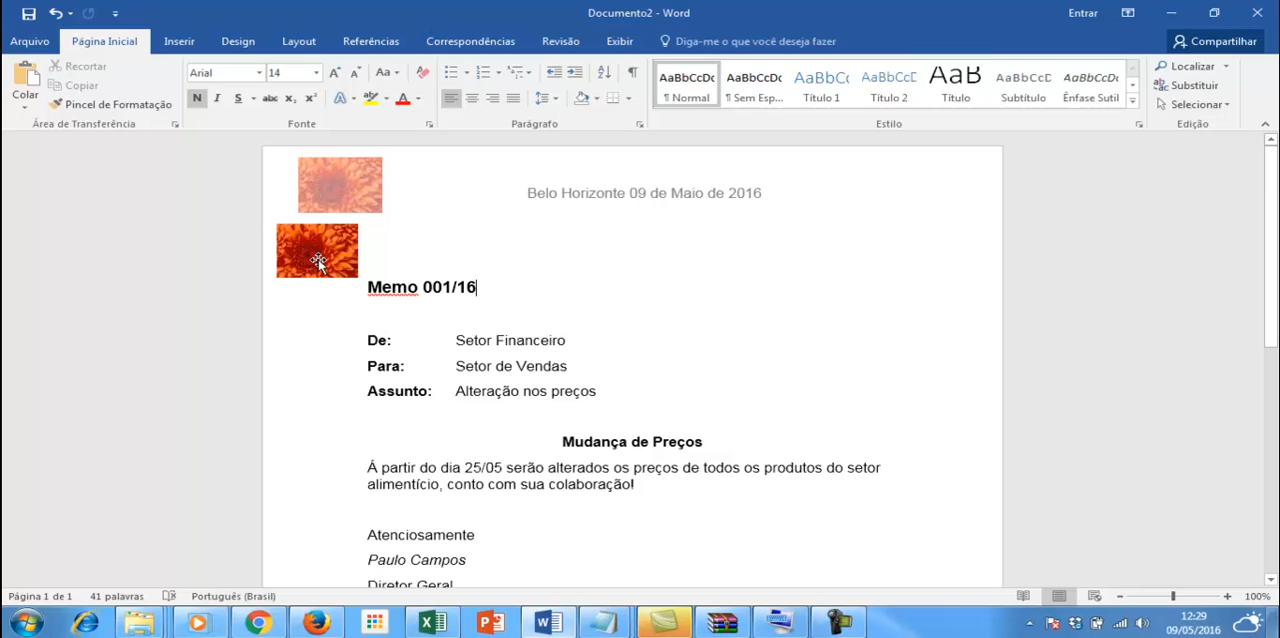 Documento2 - Word
Entrar
Arquivo Página Inicial Inserir Design Layout Referências Correspondências Revisão Exibir Diga-me o que você deseja fazer Compartilhar
Colar
Recortar
Copiar
Pincel de Formatação
Área de Transferência
Arial 14 Aa
N I S abc x₂ x² A A
Fonte
Parágrafo
AaBbCcDc AaBbCcDc AaBbCc AaBbCcD AaB AaBbCcD AaBbCcDc
¶ Normal ¶ Sem Esp... Título 1 Título 2 Título Subtítulo Ênfase Sutil
Estilo
Localizar
Substituir
Selecionar
Edição
Belo Horizonte 09 de Maio de 2016
Memo 001/16
De: Setor Financeiro
Para: Setor de Vendas
Assunto: Alteração nos preços
Mudança de Preços
Á partir do dia 25/05 serão alterados os preços de todos os produtos do setor
alimentício, conto com sua colaboração!
Atenciosamente
Paulo Campos
Diretor Geral
Página 1 de 1 41 palavras Português (Brasil) 100%
12:29
09/05/2016